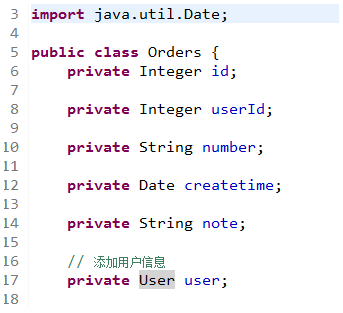 3 import java.util.Date;
4
5 public class Orders {
6     private Integer id;
7
8     private Integer userId;
9
10     private String number;
11
12     private Date createtime;
13
14     private String note;
15
16     // 添加用户信息
17     private User user;
18